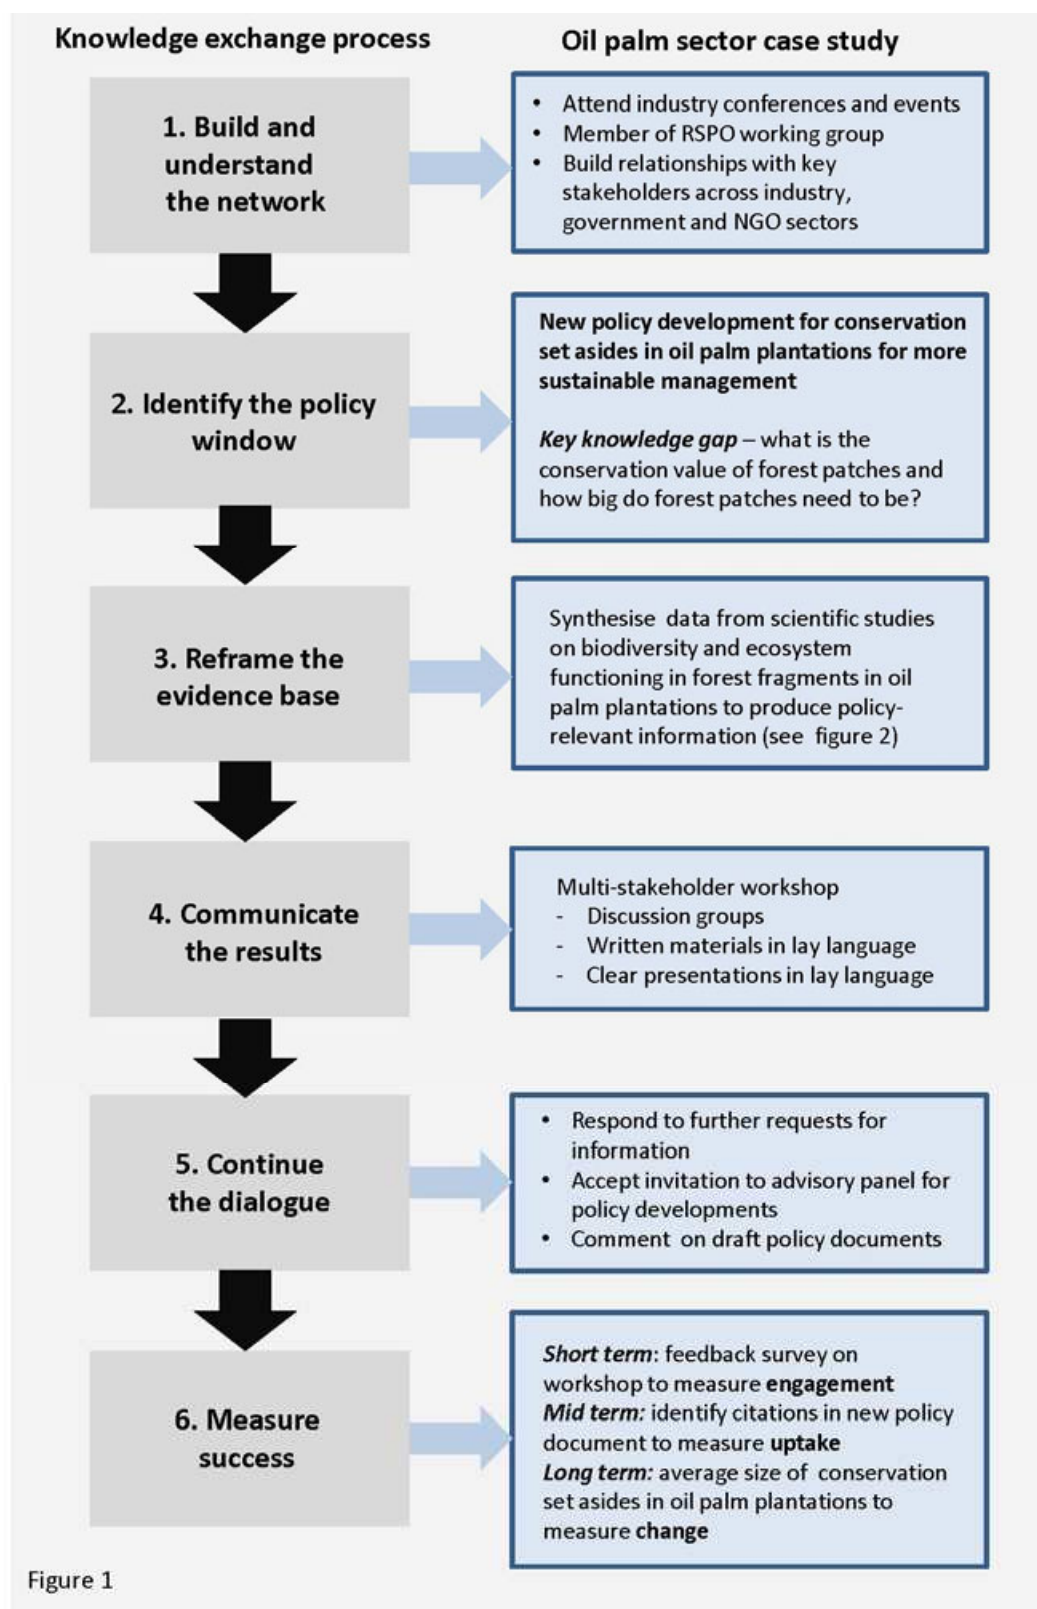 Knowledge exchange process
Oil palm sector case study
1. Build and
understand
the network
• Attend industry conferences and events
• Member of RSPO working group
• Build relationships with key
stakeholders across industry,
government and NGO sectors
2. Identify the policy
window
New policy development for conservation
set asides in oil palm plantations for more
sustainable management
Key knowledge gap – what is the
conservation value of forest patches and
how big do forest patches need to be?
3. Reframe the
evidence base
Synthesise data from scientific studies
on biodiversity and ecosystem
functioning in forest fragments in oil
palm plantations to produce policy-
relevant information (see figure 2)
4. Communicate
the results
Multi-stakeholder workshop
- Discussion groups
- Written materials in lay language
- Clear presentations in lay language
5. Continue
the dialogue
• Respond to further requests for
information
• Accept invitation to advisory panel for
policy developments
• Comment on draft policy documents
6. Measure
success
Short term: feedback survey on
workshop to measure engagement
Mid term: identify citations in new policy
document to measure uptake
Long term: average size of conservation
set asides in oil palm plantations to
measure change
Figure 1